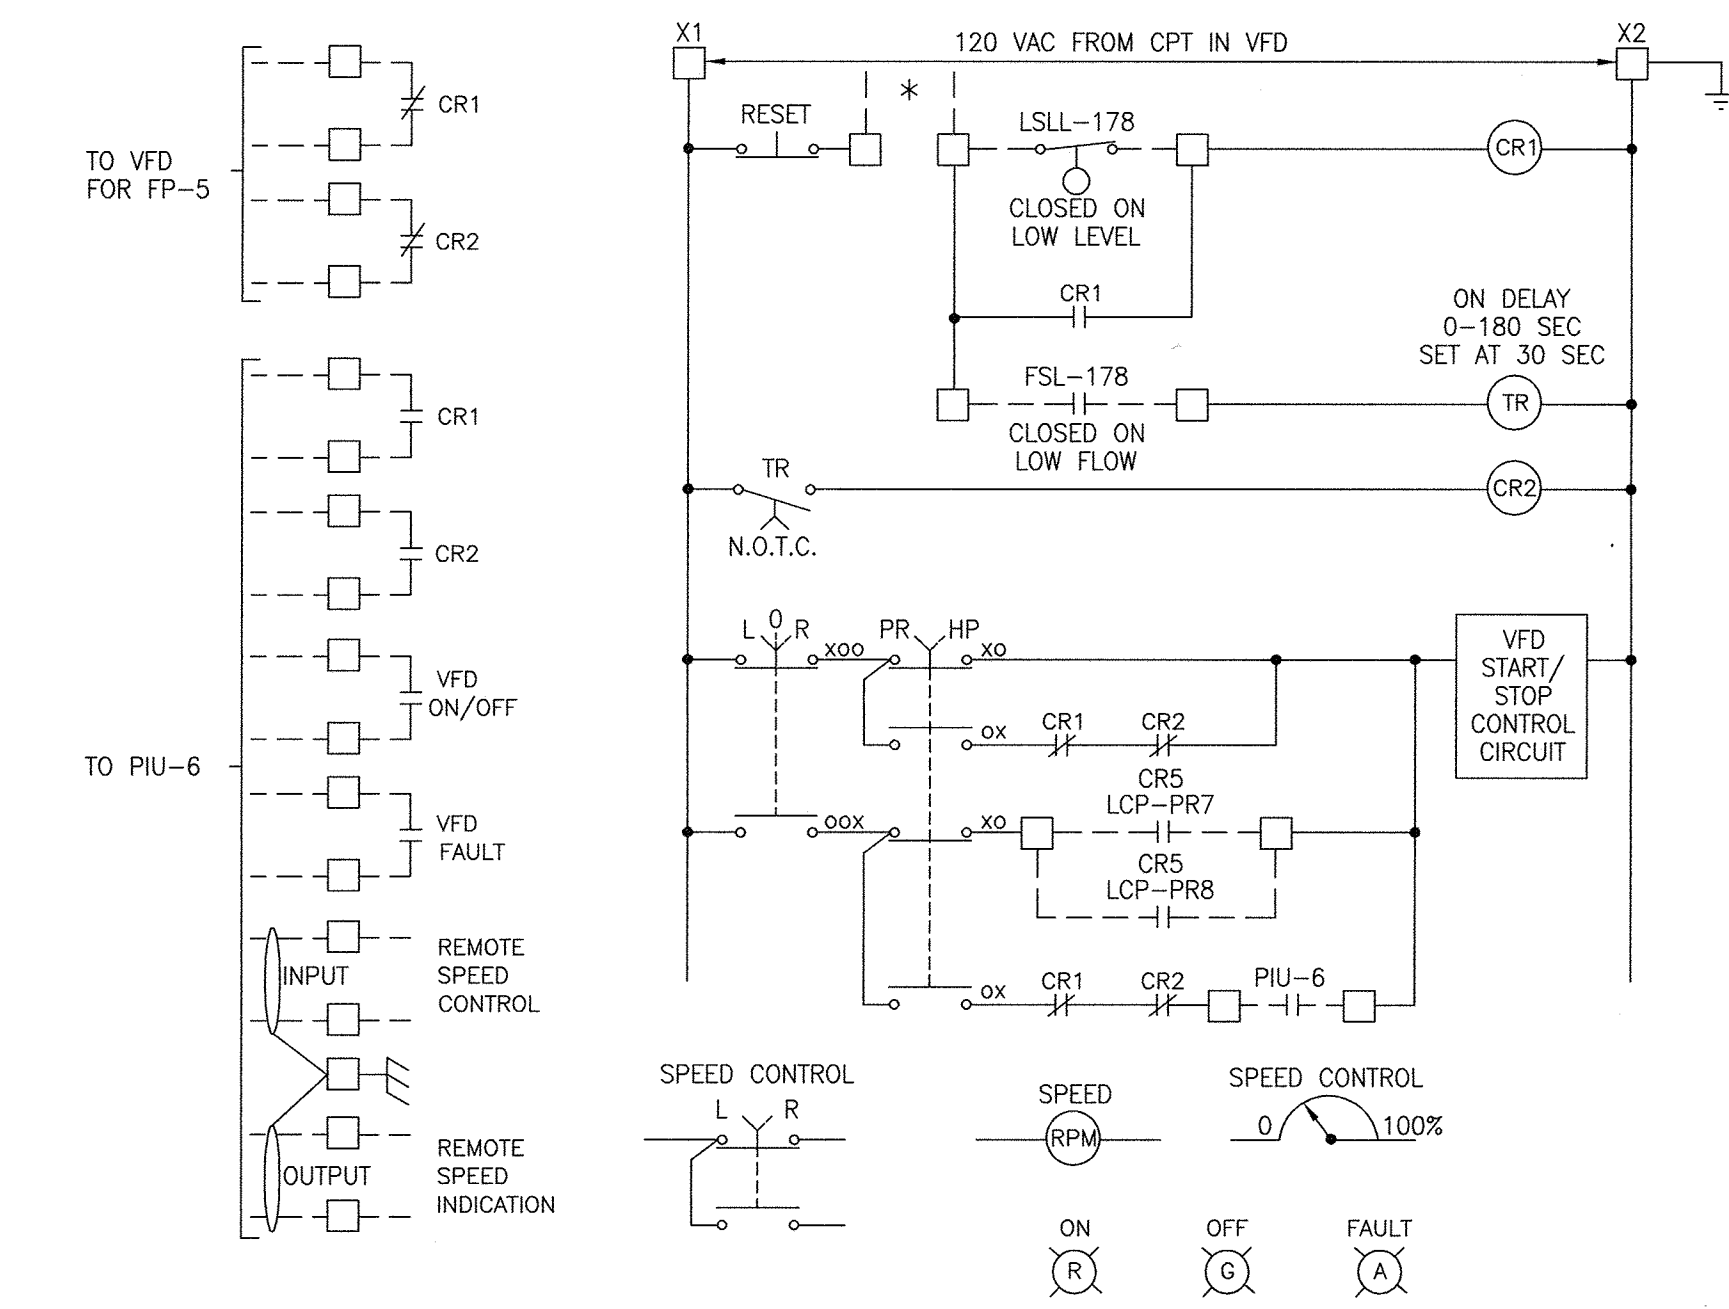 X1
120 VAC FROM CPT IN VFD
X2
*
CR1
RESET
LSLL-178
CR1
TO VFD
FOR FP-5
CLOSED ON
LOW LEVEL
CR2
CR1
ON DELAY
0-180 SEC
SET AT 30 SEC
FSL-178
TR
CR1
CLOSED ON
LOW FLOW
TR
CR2
N.O.T.C.
CR2
L O R
XOO
PR HP
XO
VFD
START/
STOP
CONTROL
CIRCUIT
VFD
ON/OFF
OX
CR1
CR2
TO PIU-6
CR5
LCP-PR7
OOX
XO
VFD
FAULT
CR5
LCP-PR8
INPUT
REMOTE
SPEED
CONTROL
OX
CR1
CR2
PIU-6
SPEED CONTROL
L R
SPEED
RPM
SPEED CONTROL
0
100%
OUTPUT
REMOTE
SPEED
INDICATION
ON
R
OFF
G
FAULT
A